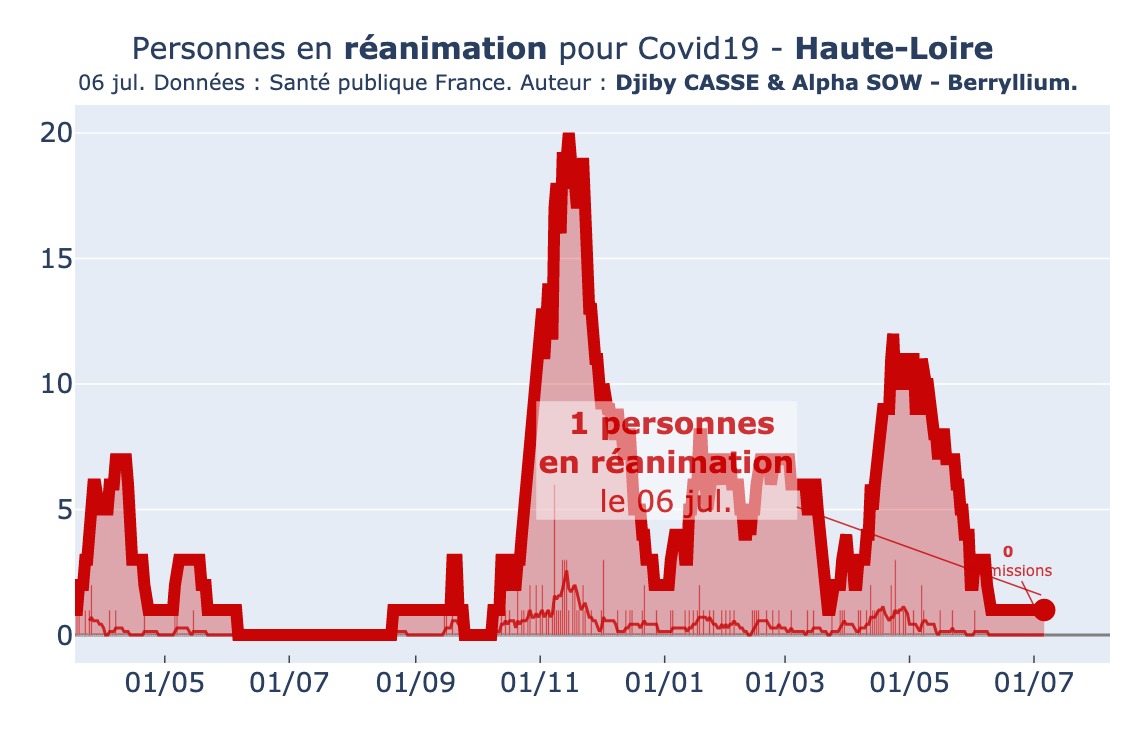 Personnes en réanimation pour Covid19 - Haute-Loire
06 jul. Données : Santé publique France. Auteur : Djiby CASSE & Alpha SOW - Berryllium.
20
15
10
5
0
1 personnes
en réanimation
le 06 jul.
0
01/05 01/07 01/09 01/11 01/01 01/03 01/05 01/07